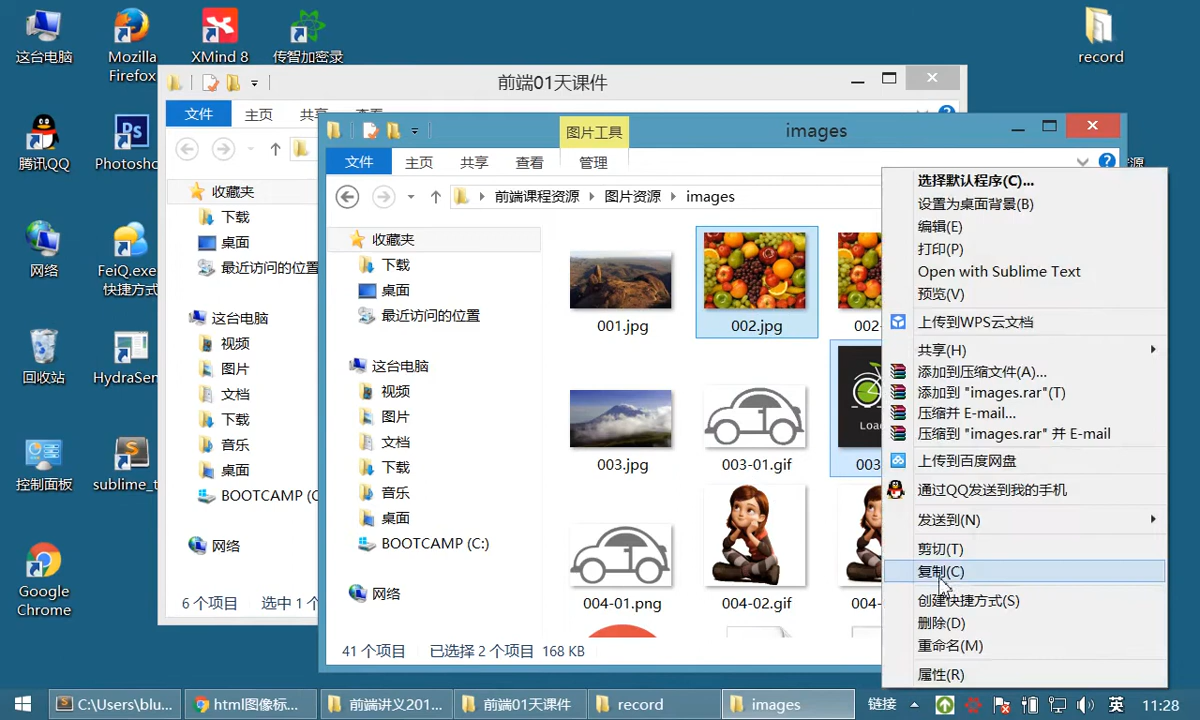 这台电脑
Mozilla
Firefox
XMind 8
传智加密录
record
腾讯QQ
Photosho
网络
FeiQ.exe
快捷方式
回收站
HydraSen
控制面板
sublime_t
Google
Chrome
前端01天课件
文件
主页
收藏夹
下载
桌面
最近访问的位置
这台电脑
视频
图片
文档
下载
音乐
桌面
BOOTCAMP (C
网络
6 个项目
选中 1 个
图片工具
images
文件
主页
共享
查看
管理
前端课程资源
图片资源
images
收藏夹
下载
桌面
最近访问的位置
这台电脑
视频
图片
文档
下载
音乐
桌面
BOOTCAMP (C:)
网络
001.jpg
002.jpg
002-
003.jpg
003-01.gif
Load
003
004-01.png
004-02.gif
004-
41 个项目
已选择 2 个项目
168 KB
选择默认程序(C)...
设置为桌面背景(B)
编辑(E)
打印(P)
Open with Sublime Text
预览(V)
上传到WPS云文档
共享(H)
添加到压缩文件(A)...
添加到 "images.rar"(T)
压缩并 E-mail...
压缩到 "images.rar" 并 E-mail
上传到百度网盘
通过QQ发送到我的手机
发送到(N)
剪切(T)
复制(C)
创建快捷方式(S)
删除(D)
重命名(M)
属性(R)
C:\Users\blu...
html图像标...
前端讲义201...
前端01天课件
record
images
链接
英
11:28